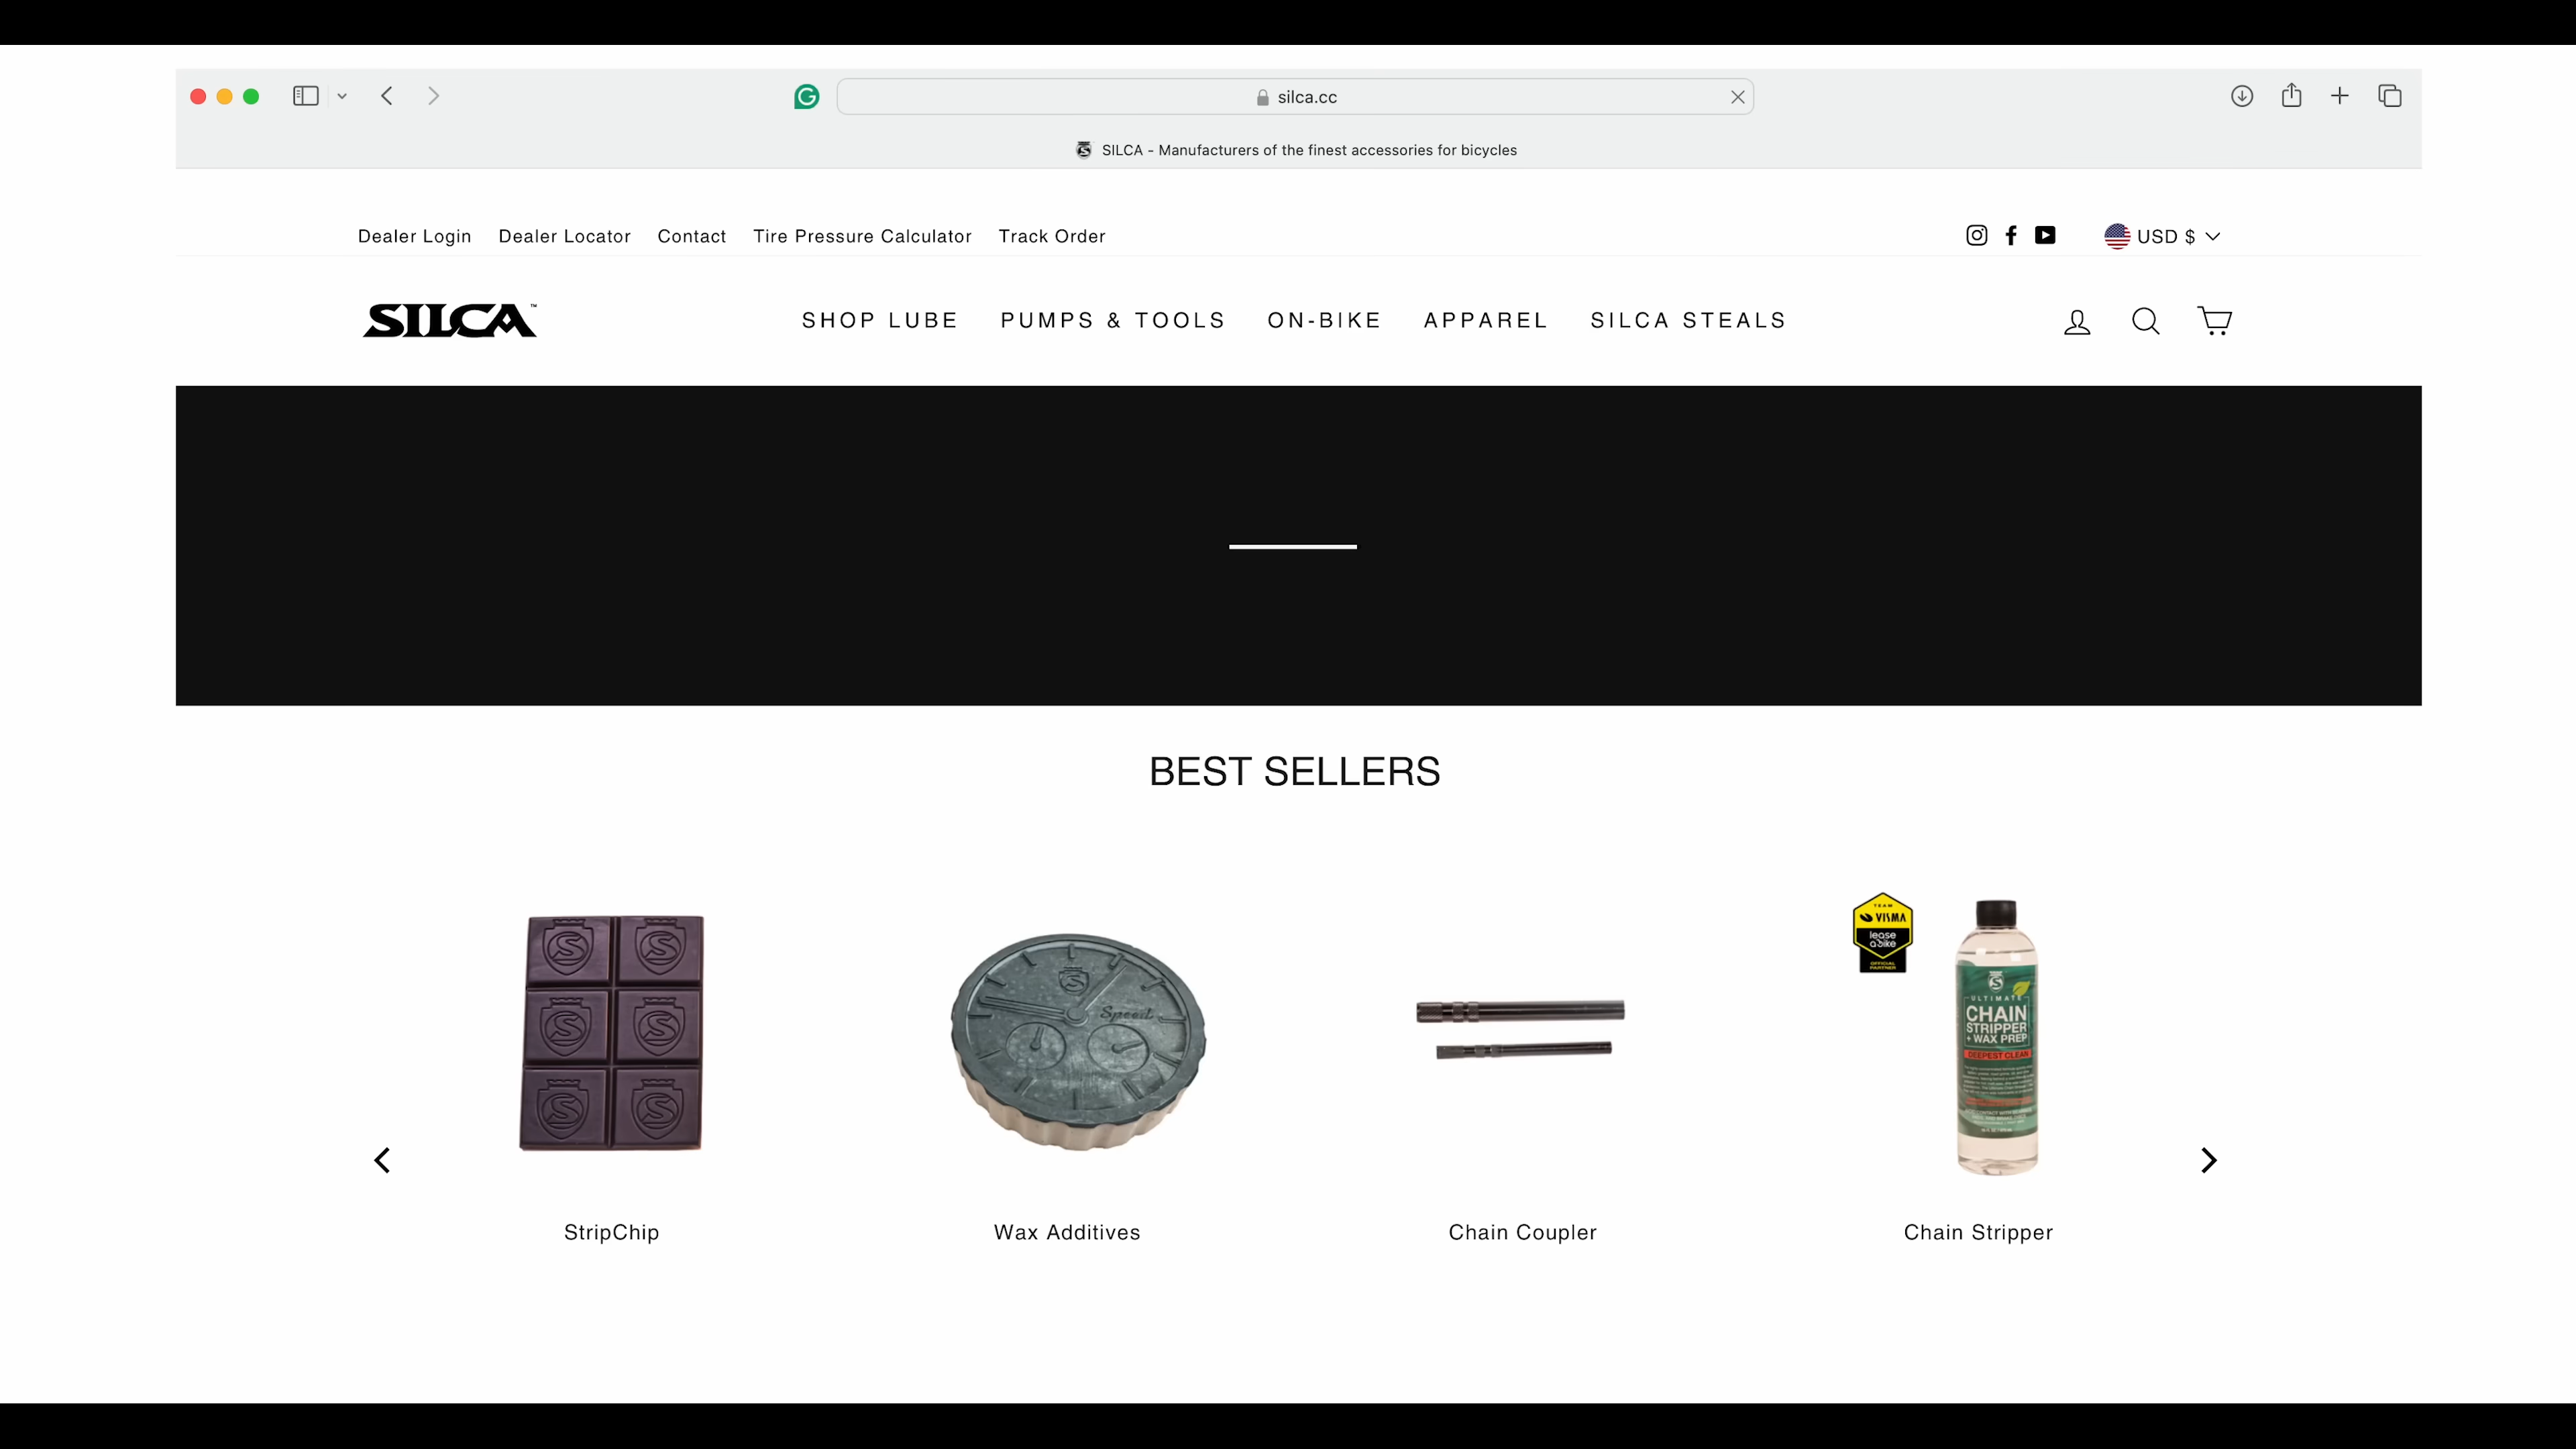 silca.cc
SILCA - Manufacturers of the finest accessories for bicycles
Dealer Login Dealer Locator Contact Tire Pressure Calculator Track Order USD $
SILCA™ SHOP LUBE PUMPS & TOOLS ON-BIKE APPAREL SILCA STEALS
BEST SELLERS
TEAM
VISMA
lease
a bike
OFFICIAL
PARTNER
Speed
ULTIMATE
CHAIN
STRIPPER
+ WAX PREP
DEEPEST CLEAN
StripChip Wax Additives Chain Coupler Chain Stripper